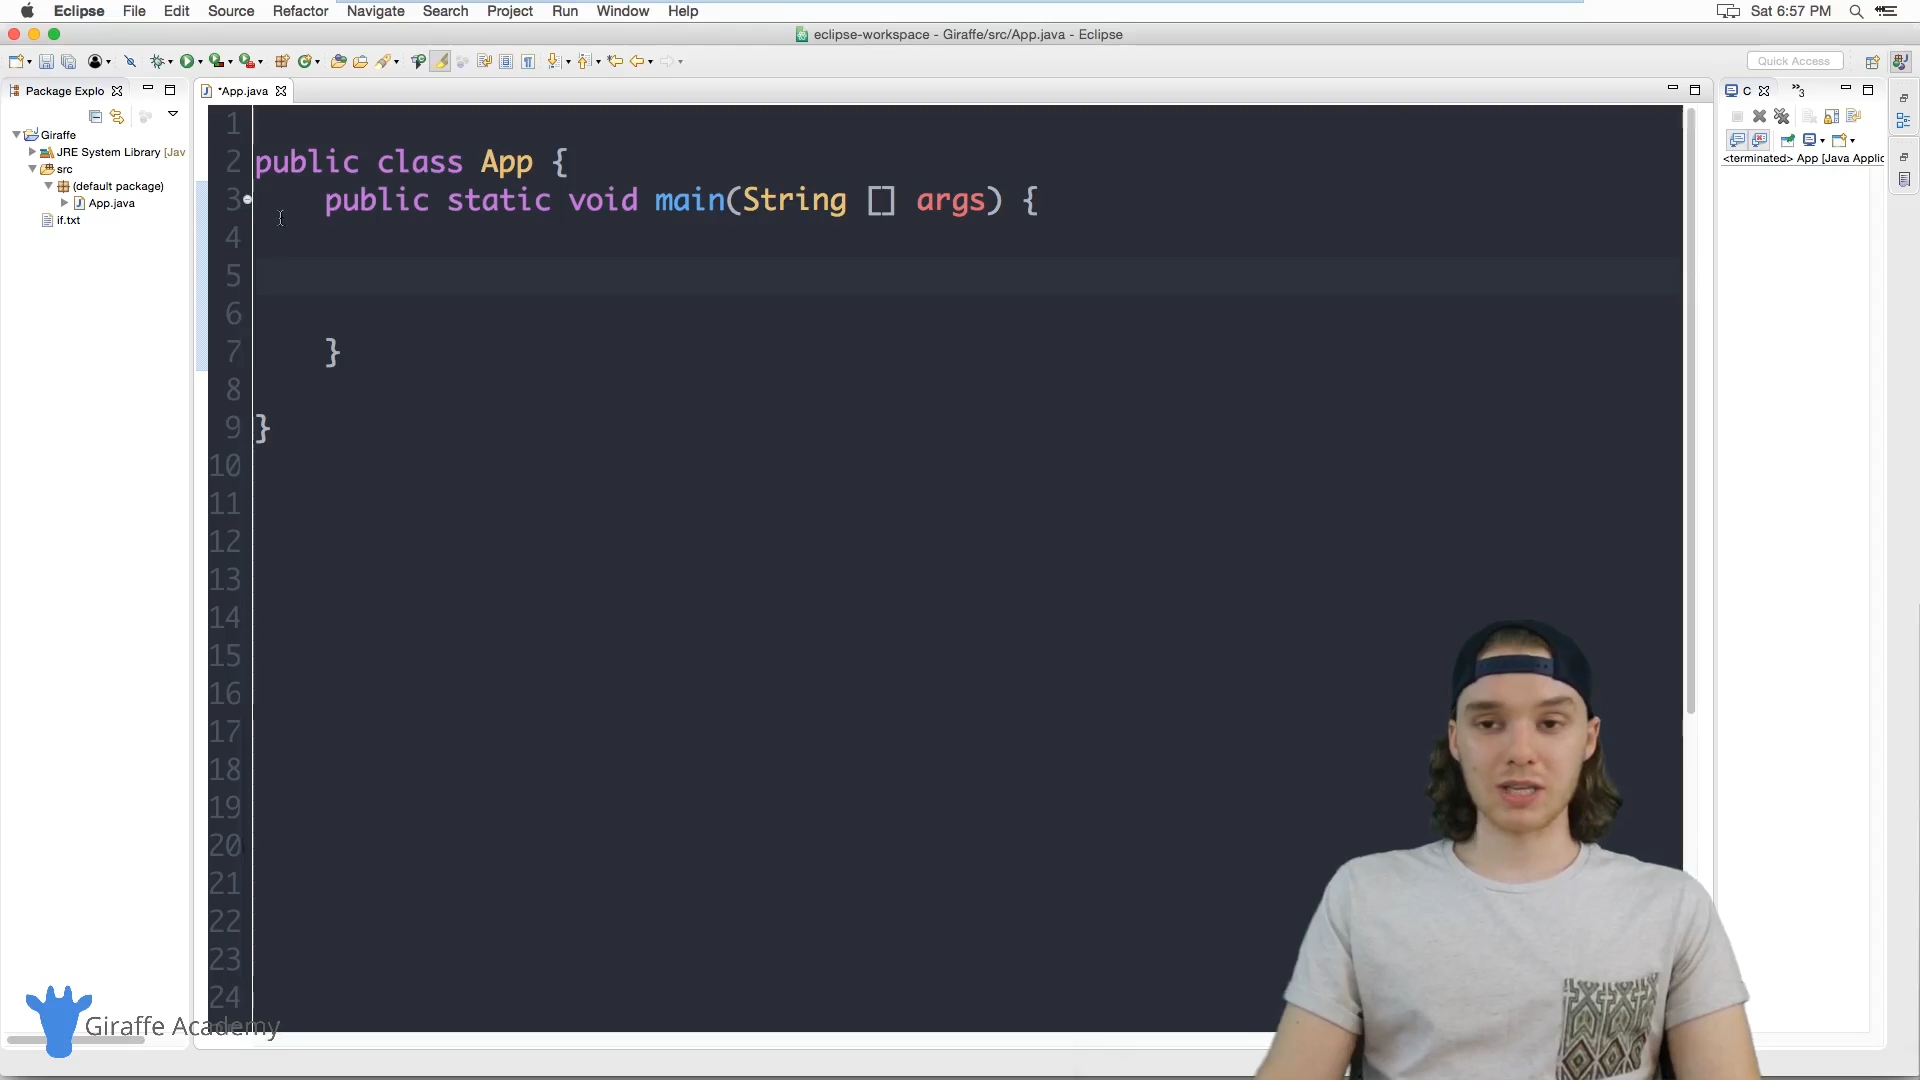 Eclipse File Edit Source Refactor Navigate Search Project Run Window Help Sat 6:57 PM
eclipse-workspace - Giraffe/src/App.java - Eclipse
Quick Access
Package Explo
*App.java
C
3
Giraffe
JRE System Library [Jav
src
(default package)
App.java
if.txt
<terminated> App [Java Applic
1
2 public class App {
3 public static void main(String [] args) {
4
5
6
7 }
8
9 }
10
11
12
13
14
15
16
17
18
19
20
21
22
23
24
Giraffe Academy